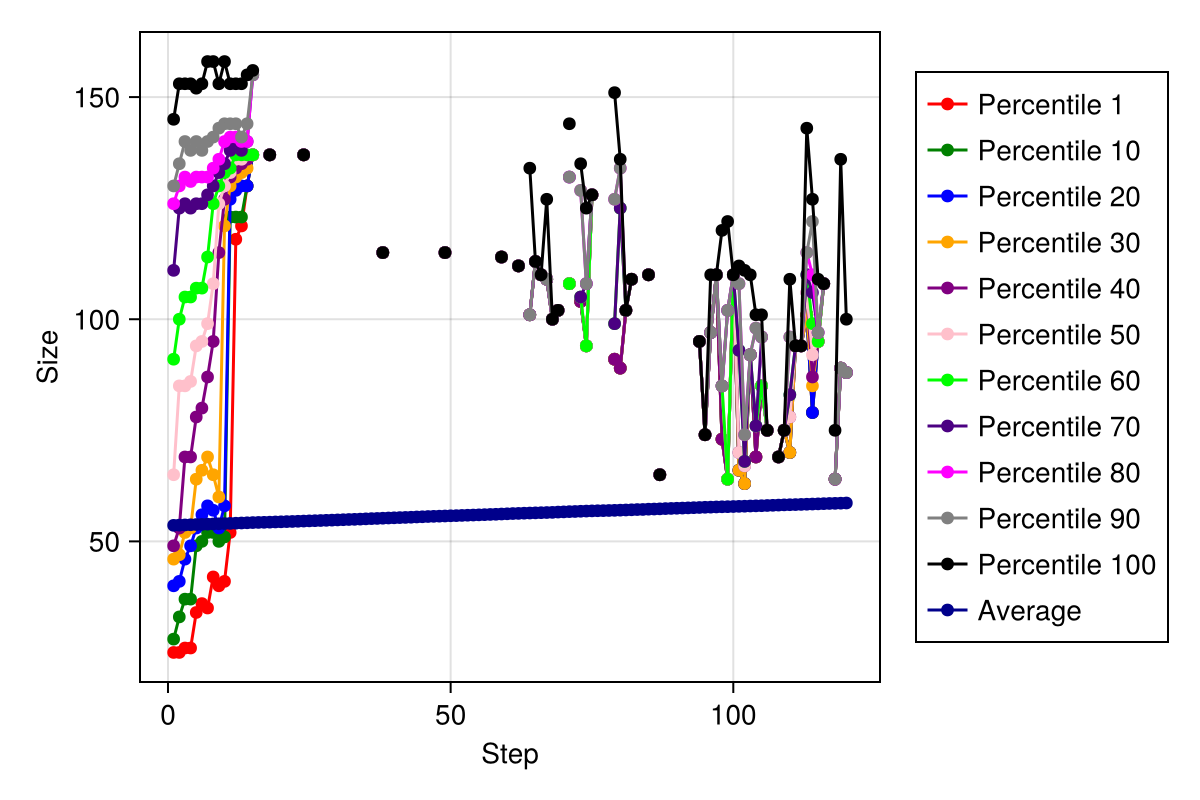 150
100
50
Size
0
50
100
Step
Percentile 1
Percentile 10
Percentile 20
Percentile 30
Percentile 40
Percentile 50
Percentile 60
Percentile 70
Percentile 80
Percentile 90
Percentile 100
Average